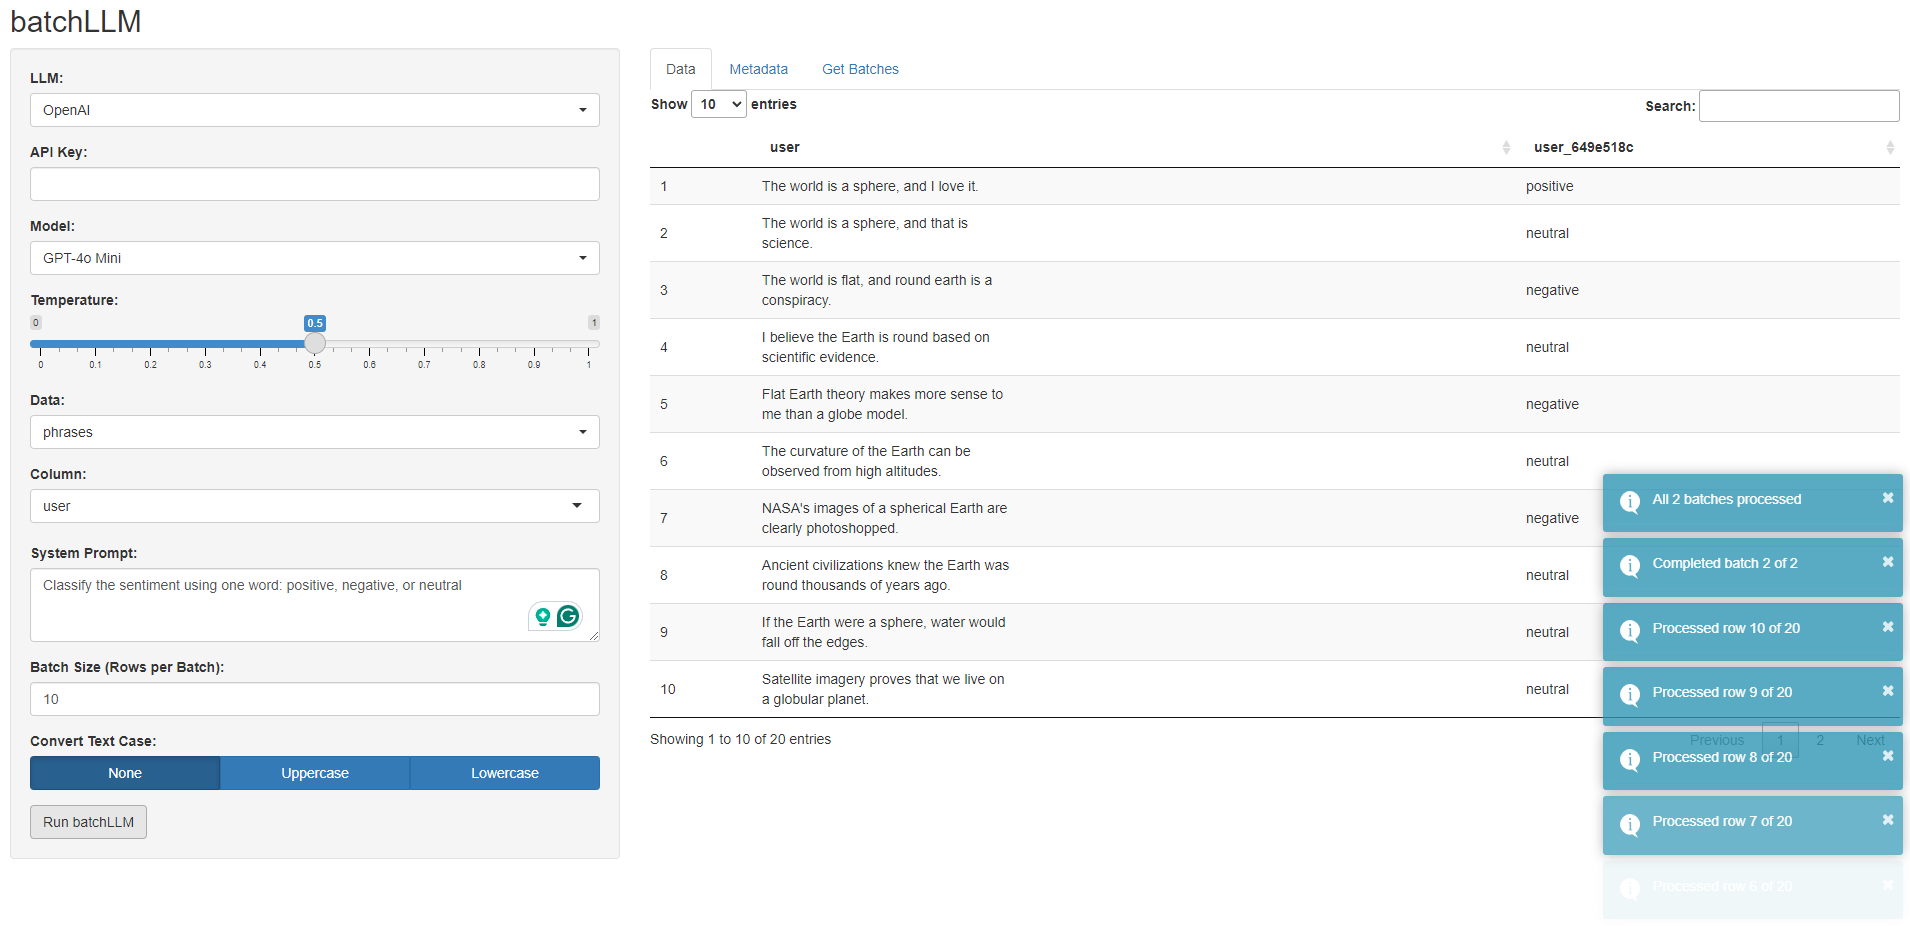 batchLLM
LLM:
OpenAI
API Key:
Model:
GPT-4o Mini
Temperature:
0 0.5 1
0 0.1 0.2 0.3 0.4 0.5 0.6 0.7 0.8 0.9 1
Data:
phrases
Column:
user
System Prompt:
Classify the sentiment using one word: positive, negative, or neutral
Batch Size (Rows per Batch):
10
Convert Text Case:
None Uppercase Lowercase
Run batchLLM
Data Metadata Get Batches
Show 10 entries Search:
user user_649e518c
1 The world is a sphere, and I love it. positive
2 The world is a sphere, and that is
science. neutral
3 The world is flat, and round earth is a
conspiracy. negative
4 I believe the Earth is round based on
scientific evidence. neutral
5 Flat Earth theory makes more sense to
me than a globe model. negative
6 The curvature of the Earth can be
observed from high altitudes. neutral
7 NASA's images of a spherical Earth are
clearly photoshopped. negative
8 Ancient civilizations knew the Earth was
round thousands of years ago. neutral
9 If the Earth were a sphere, water would
fall off the edges. neutral
10 Satellite imagery proves that we live on
a globular planet. neutral
Showing 1 to 10 of 20 entries
Previous 1 2 Next
All 2 batches processed
Completed batch 2 of 2
Processed row 10 of 20
Processed row 9 of 20
Processed row 8 of 20
Processed row 7 of 20
Processed row 6 of 20